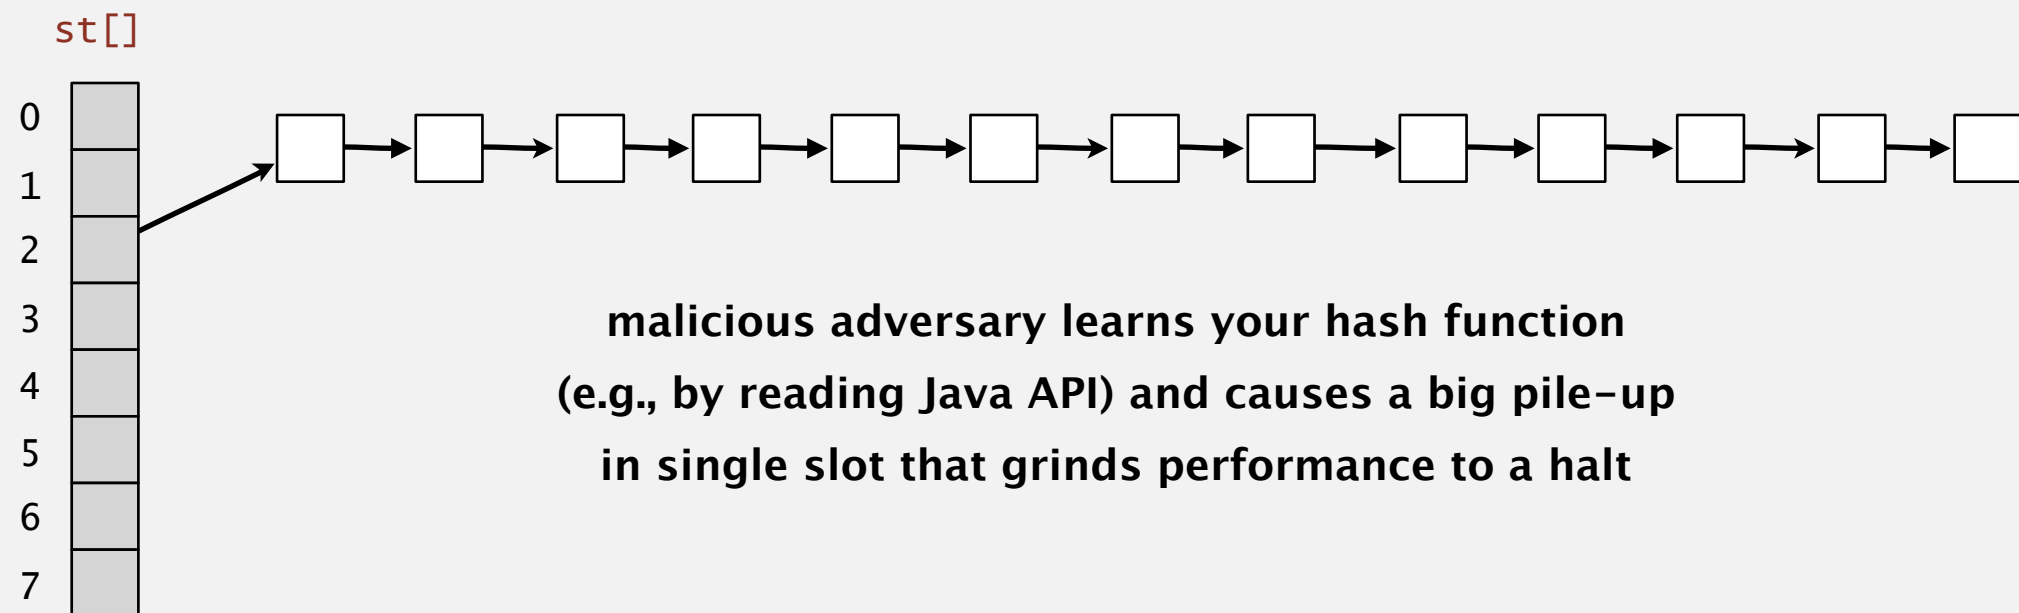 st[]
0
1
2
3
4
5
6
7
malicious adversary learns your hash function
(e.g., by reading Java API) and causes a big pile-up
in single slot that grinds performance to a halt